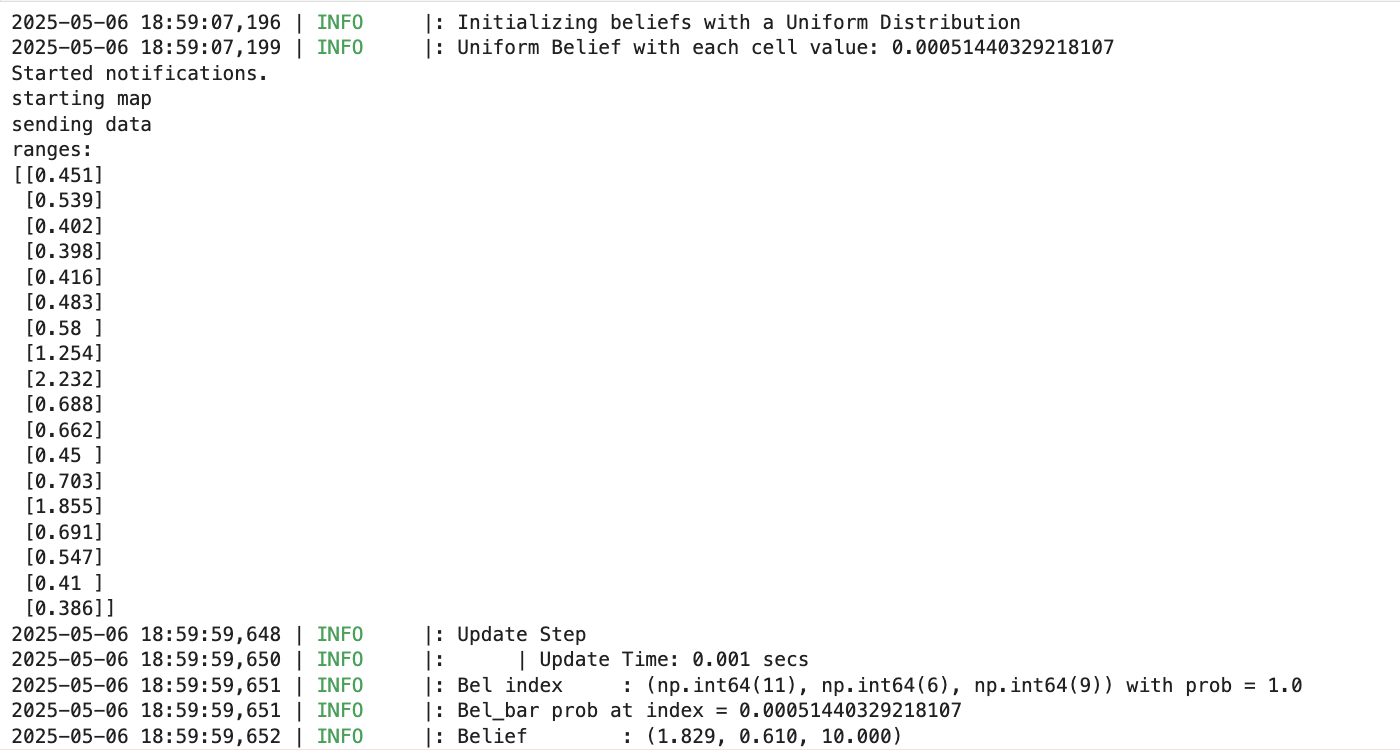 2025-05-06 18:59:07,196 | INFO     |: Initializing beliefs with a Uniform Distribution
2025-05-06 18:59:07,199 | INFO     |: Uniform Belief with each cell value: 0.00051440329218107
Started notifications.
starting map
sending data
ranges:
[[0.451]
 [0.539]
 [0.402]
 [0.398]
 [0.416]
 [0.483]
 [0.58 ]
 [1.254]
 [2.232]
 [0.688]
 [0.662]
 [0.45 ]
 [0.703]
 [1.855]
 [0.691]
 [0.547]
 [0.41 ]
 [0.386]]
2025-05-06 18:59:59,648 | INFO     |: Update Step
2025-05-06 18:59:59,650 | INFO     |:      | Update Time: 0.001 secs
2025-05-06 18:59:59,651 | INFO     |: Bel index     : (np.int64(11), np.int64(6), np.int64(9)) with prob = 1.0
2025-05-06 18:59:59,651 | INFO     |: Bel_bar prob at index = 0.00051440329218107
2025-05-06 18:59:59,652 | INFO     |: Belief        : (1.829, 0.610, 10.000)